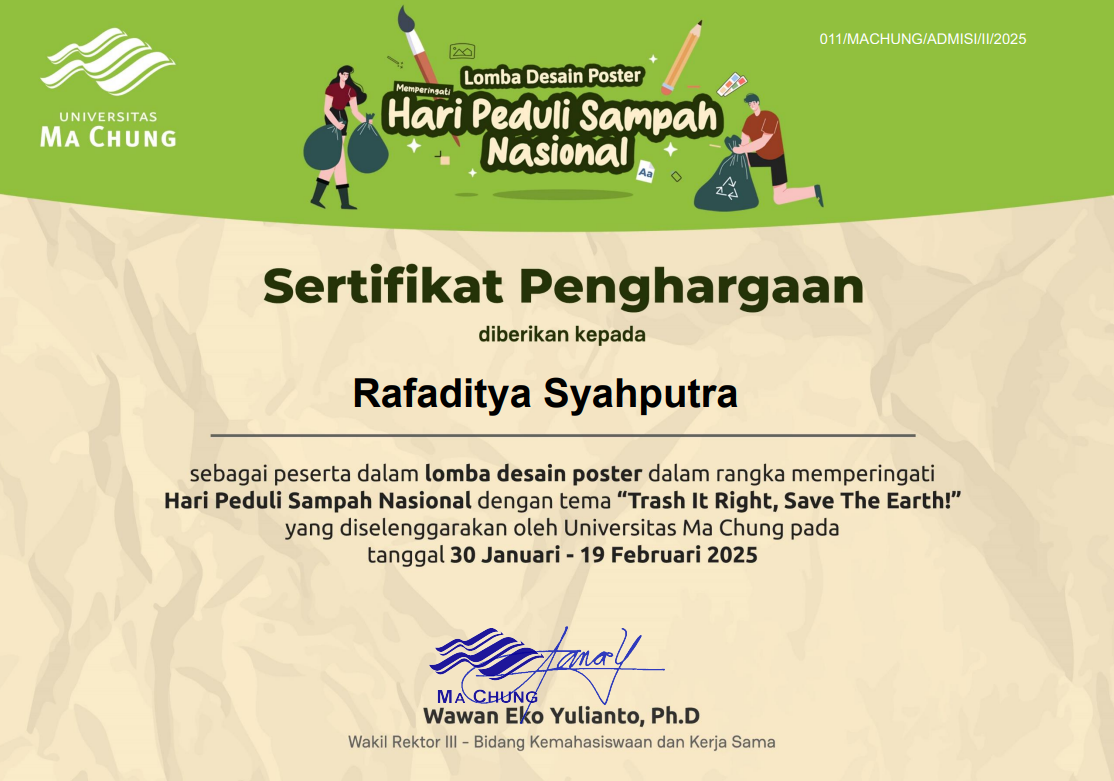 UNIVERSITAS
MA CHUNG
011/MACHUNG/ADMISI/II/2025
Lomba Desain Poster
Memperingati
Hari Peduli Sampah
Nasional
Aa
Sertifikat Penghargaan
diberikan kepada
Rafaditya Syahputra
sebagai peserta dalam lomba desain poster dalam rangka memperingati
Hari Peduli Sampah Nasional dengan tema “Trash It Right, Save The Earth!”
yang diselenggarakan oleh Universitas Ma Chung pada
tanggal 30 Januari - 19 Februari 2025
MA CHUNG
Wawan Eko Yulianto, Ph.D
Wakil Rektor III - Bidang Kemahasiswaan dan Kerja Sama